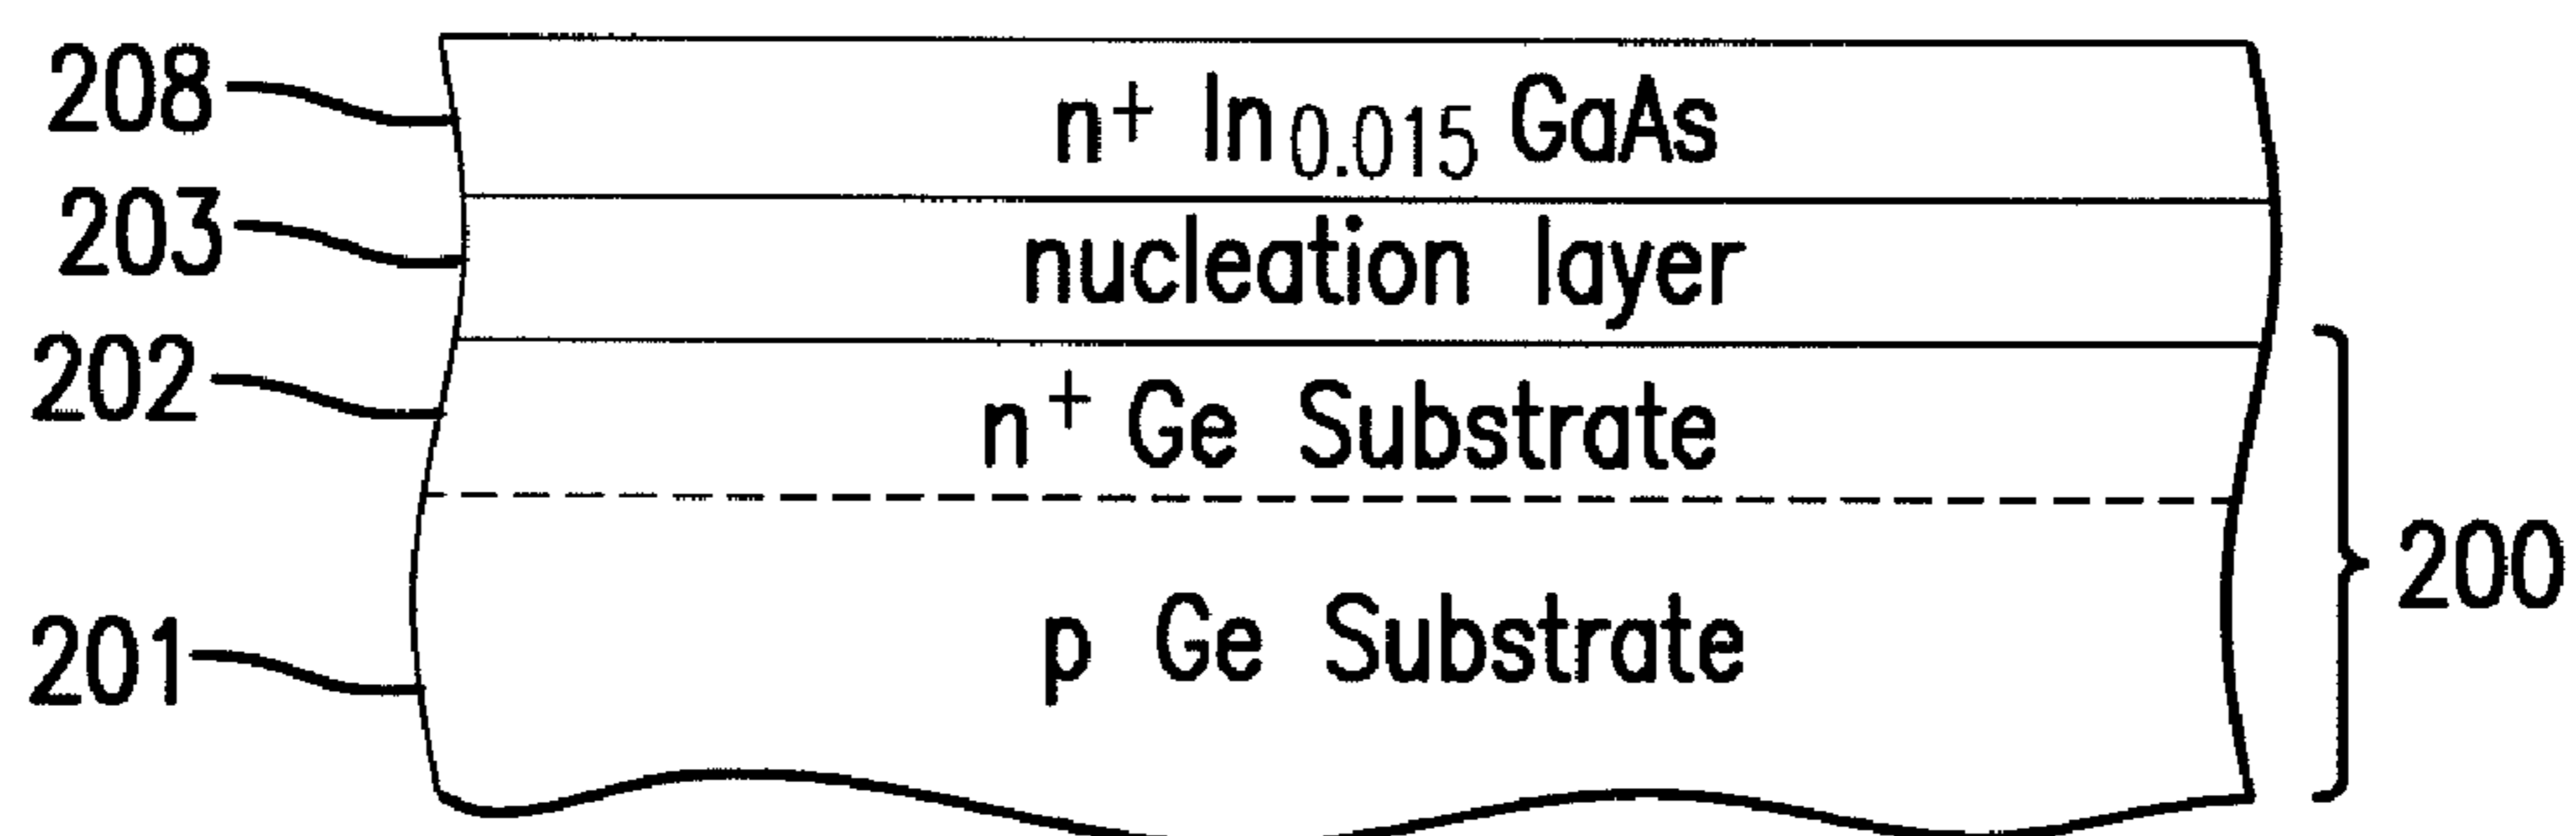 208
n+ In0.015 GaAs
203
nucleation layer
202
n+ Ge Substrate
200
201
p Ge Substrate